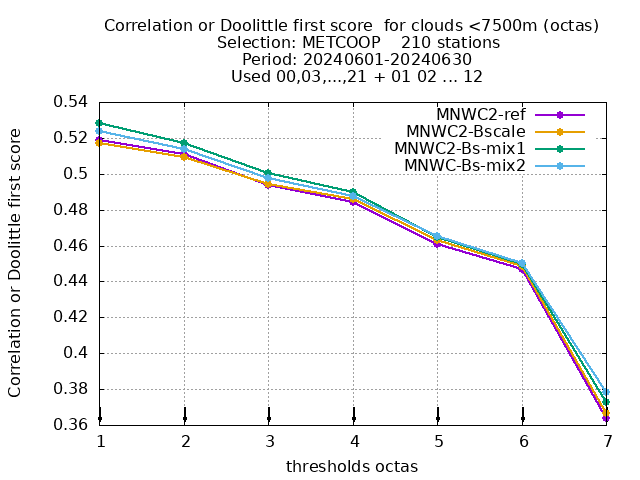 Correlation or Doolittle first score  for clouds <7500m (octas)
Selection: METCOOP    210 stations
Period: 20240601-20240630
Used 00,03,...,21 + 01 02 ... 12
MNWC2-ref
MNWC2-Bscale
MNWC2-Bs-mix1
MNWC-Bs-mix2
Correlation or Doolittle first score
0.54
0.52
0.5
0.48
0.46
0.44
0.42
0.4
0.38
0.36
1 2 3 4 5 6 7
thresholds octas